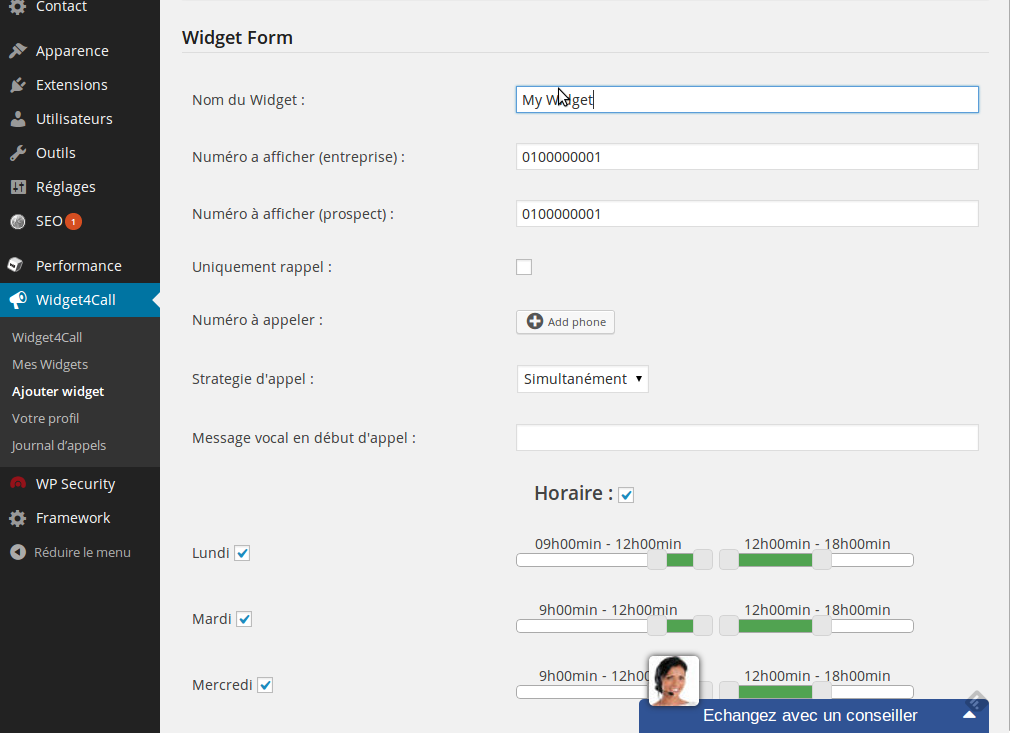 Contact
Apparence
Extensions
Utilisateurs
Outils
Réglages
SEO 1
Performance
Widget4Call
Widget4Call
Mes Widgets
Ajouter widget
Votre profil
Journal d'appels
WP Security
Framework
Réduire le menu
Widget Form
Nom du Widget : My Widget
Numéro a afficher (entreprise) : 0100000001
Numéro à afficher (prospect) : 0100000001
Uniquement rappel :
Numéro à appeler : Add phone
Strategie d'appel : Simultanément
Message vocal en début d'appel :
Horaire :
09h00min - 12h00min 12h00min - 18h00min
Lundi
9h00min - 12h00min 12h00min - 18h00min
Mardi
9h00min - 12h00 12h00min - 18h00min
Mercredi
Echangez avec un conseiller